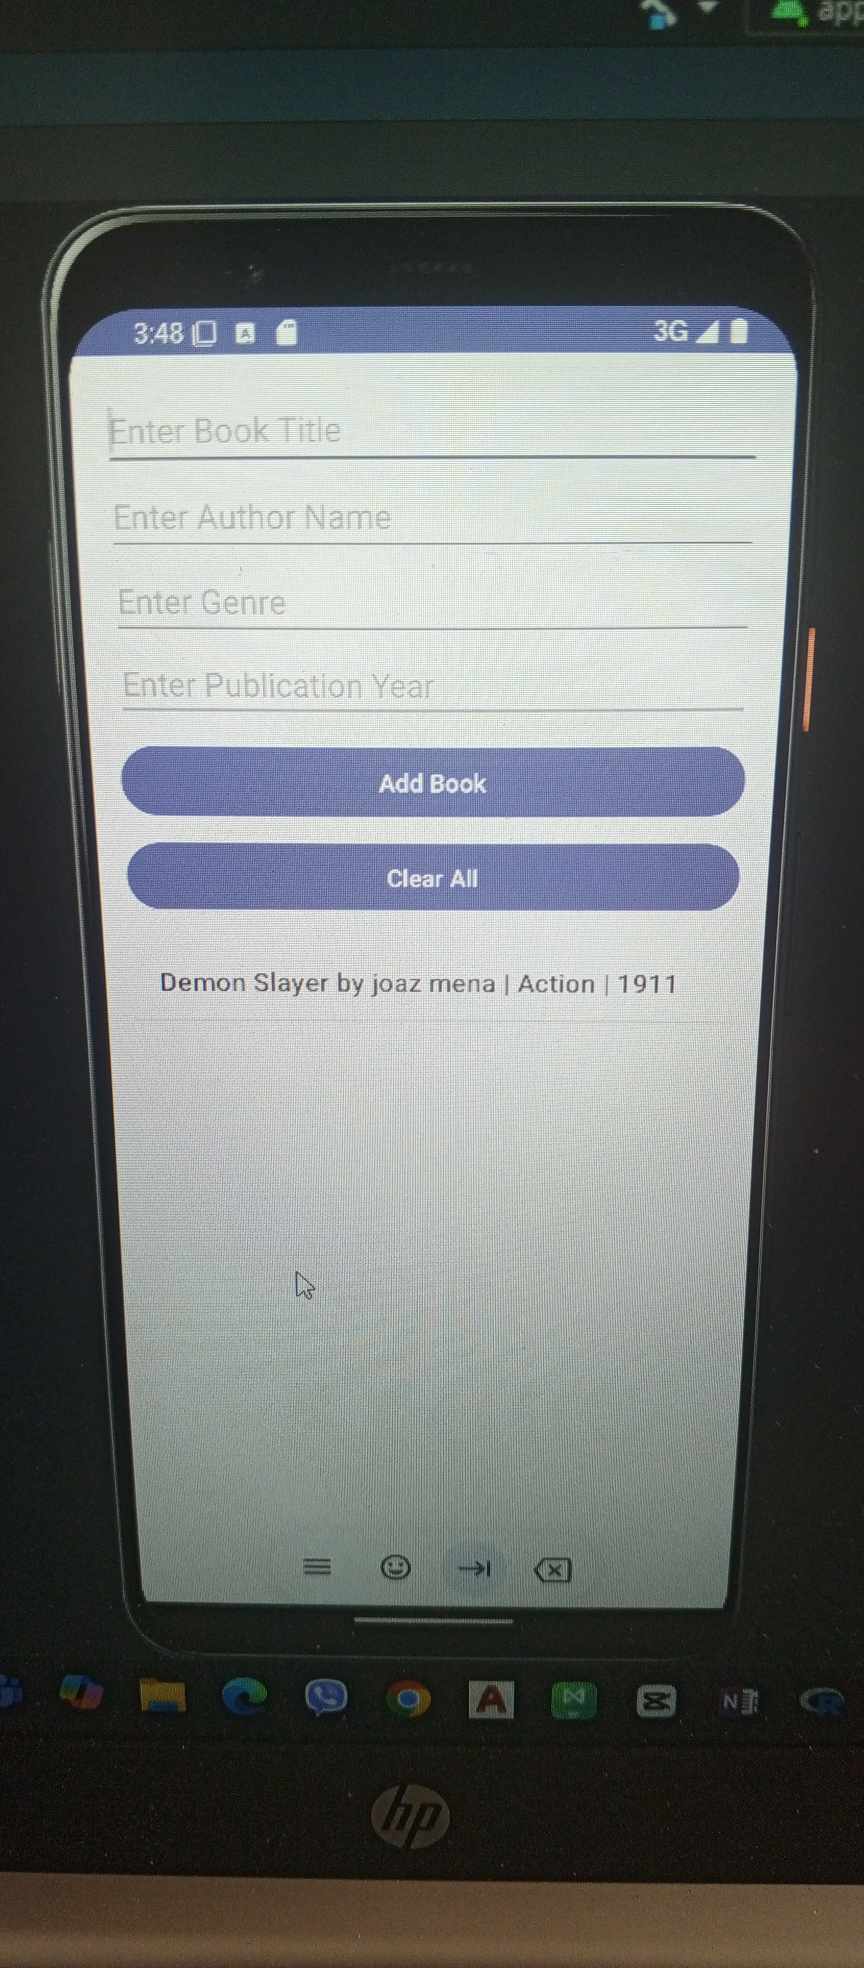 app
3:48 A 3G
Enter Book Title
Enter Author Name
Enter Genre
Enter Publication Year
Add Book
Clear All
Demon Slayer by joaz mena | Action | 1911
A
N
R
hp